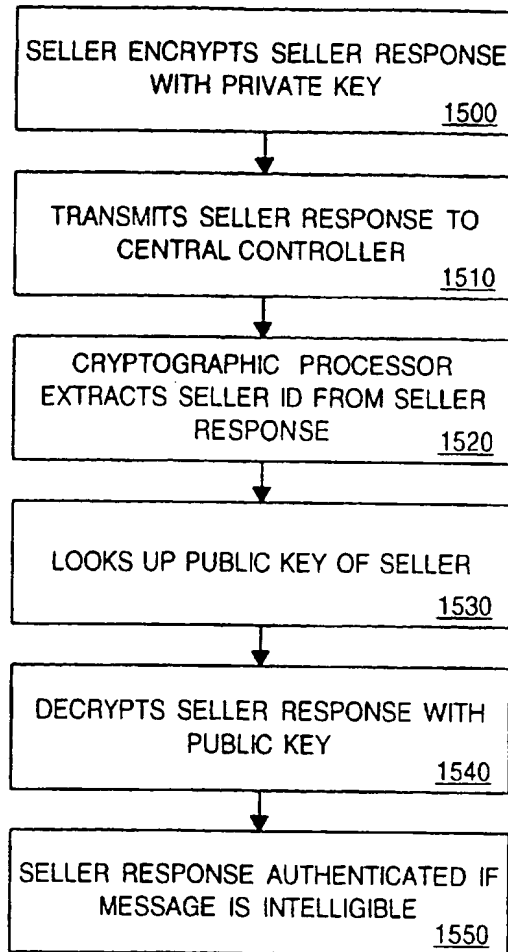 SELLER ENCRYPTS SELLER RESPONSE
WITH PRIVATE KEY
1500
TRANSMITS SELLER RESPONSE TO
CENTRAL CONTROLLER
1510
CRYPTOGRAPHIC PROCESSOR
EXTRACTS SELLER ID FROM SELLER
RESPONSE
1520
LOOKS UP PUBLIC KEY OF SELLER
1530
DECRYPTS SELLER RESPONSE WITH
PUBLIC KEY
1540
SELLER RESPONSE AUTHENTICATED IF
MESSAGE IS INTELLIGIBLE
1550